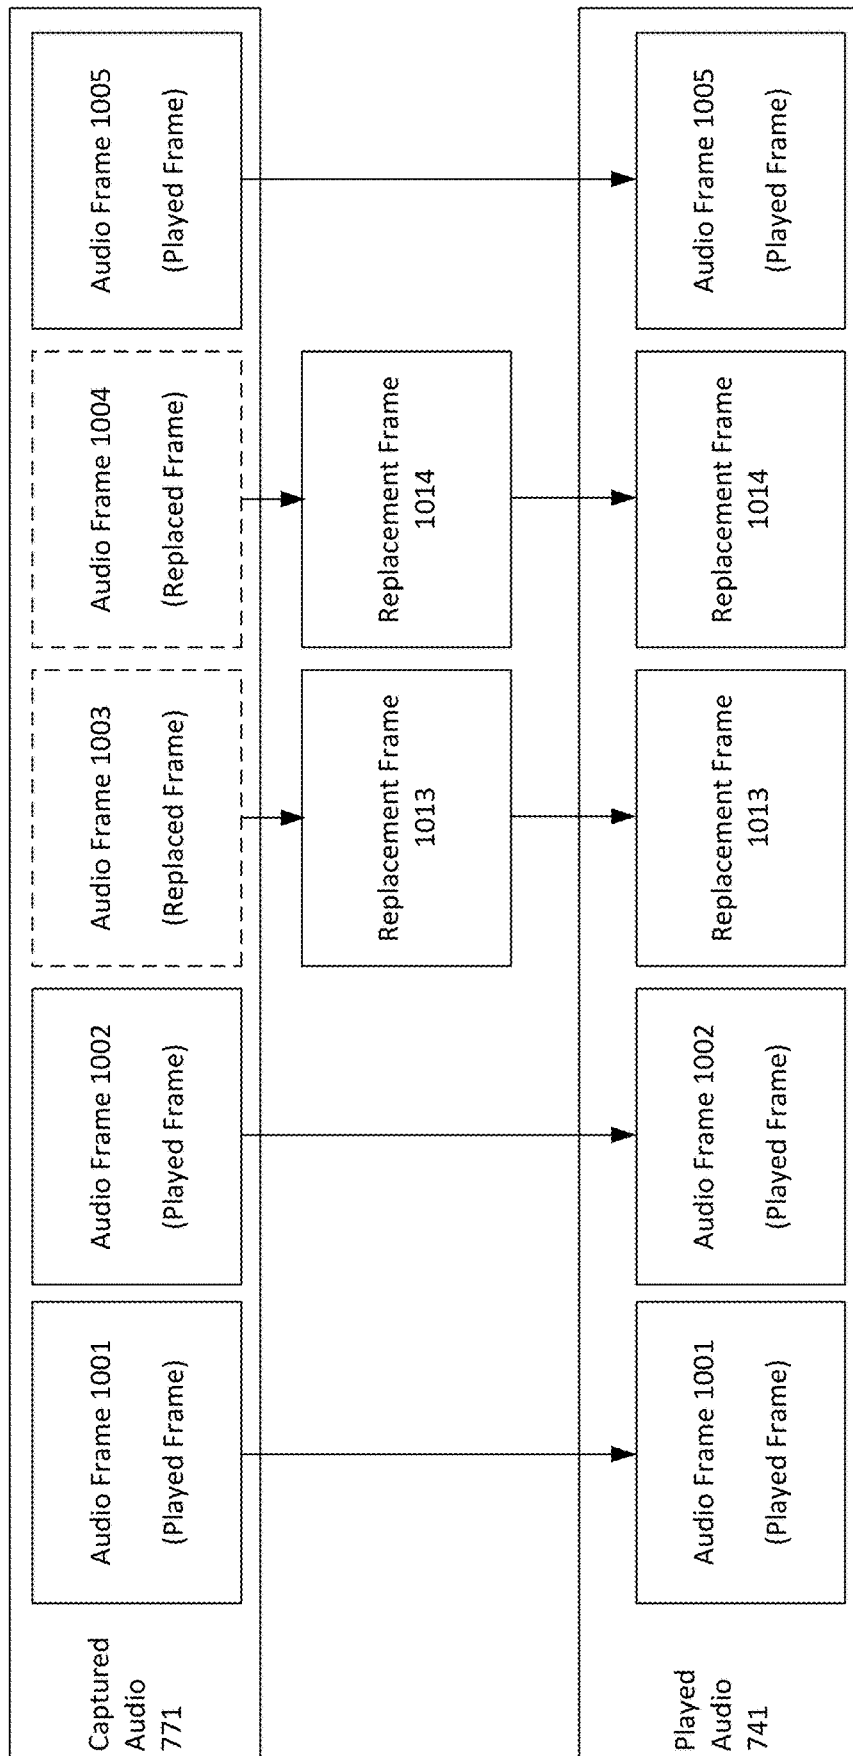 Captured
Audio
771
Audio Frame 1001
(Played Frame)
Audio Frame 1002
(Played Frame)
Audio Frame 1003
(Replaced Frame)
Audio Frame 1004
(Replaced Frame)
Audio Frame 1005
(Played Frame)
Replacement Frame
1013
Replacement Frame
1014
Played
Audio
741
Audio Frame 1001
(Played Frame)
Audio Frame 1002
(Played Frame)
Replacement Frame
1013
Replacement Frame
1014
Audio Frame 1005
(Played Frame)